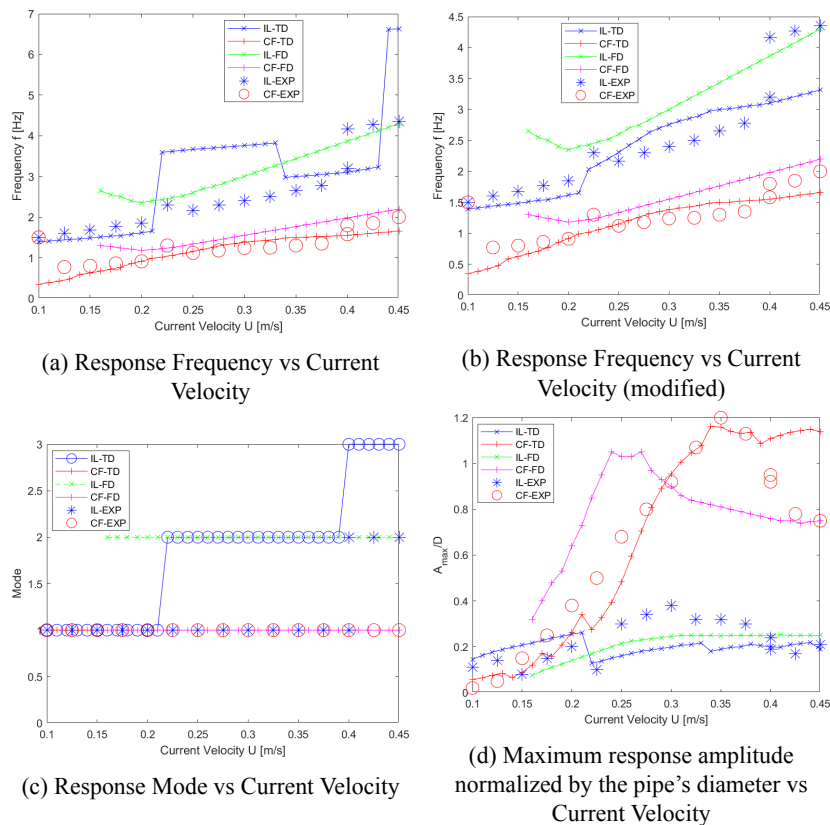 7
6
5
4
3
2
1
0
Frequency f [Hz]
IL-TD
CF-TD
IL-FD
CF-FD
IL-EXP
CF-EXP
0.1 0.15 0.2 0.25 0.3 0.35 0.4 0.45
Current Velocity U [m/s]
(a) Response Frequency vs Current
Velocity
4.5
4
3.5
3
2.5
2
1.5
1
0.5
0
Frequency f [Hz]
IL-TD
CF-TD
IL-FD
CF-FD
IL-EXP
CF-EXP
0.1 0.15 0.2 0.25 0.3 0.35 0.4 0.45
Current Velocity U [m/s]
(b) Response Frequency vs Current
Velocity (modified)
3
2.5
2
1.5
1
0.5
0
Mode
IL-TD
CF-TD
IL-FD
CF-FD
IL-EXP
CF-EXP
0.1 0.15 0.2 0.25 0.3 0.35 0.4 0.45
Current Velocity U [m/s]
(c) Response Mode vs Current Velocity
1.2
1
0.8
0.6
0.4
0.2
0
A_max/D
IL-TD
CF-TD
IL-FD
CF-FD
IL-EXP
CF-EXP
0.1 0.15 0.2 0.25 0.3 0.35 0.4 0.45
Current Velocity U [m/s]
(d) Maximum response amplitude
normalized by the pipe's diameter vs
Current Velocity